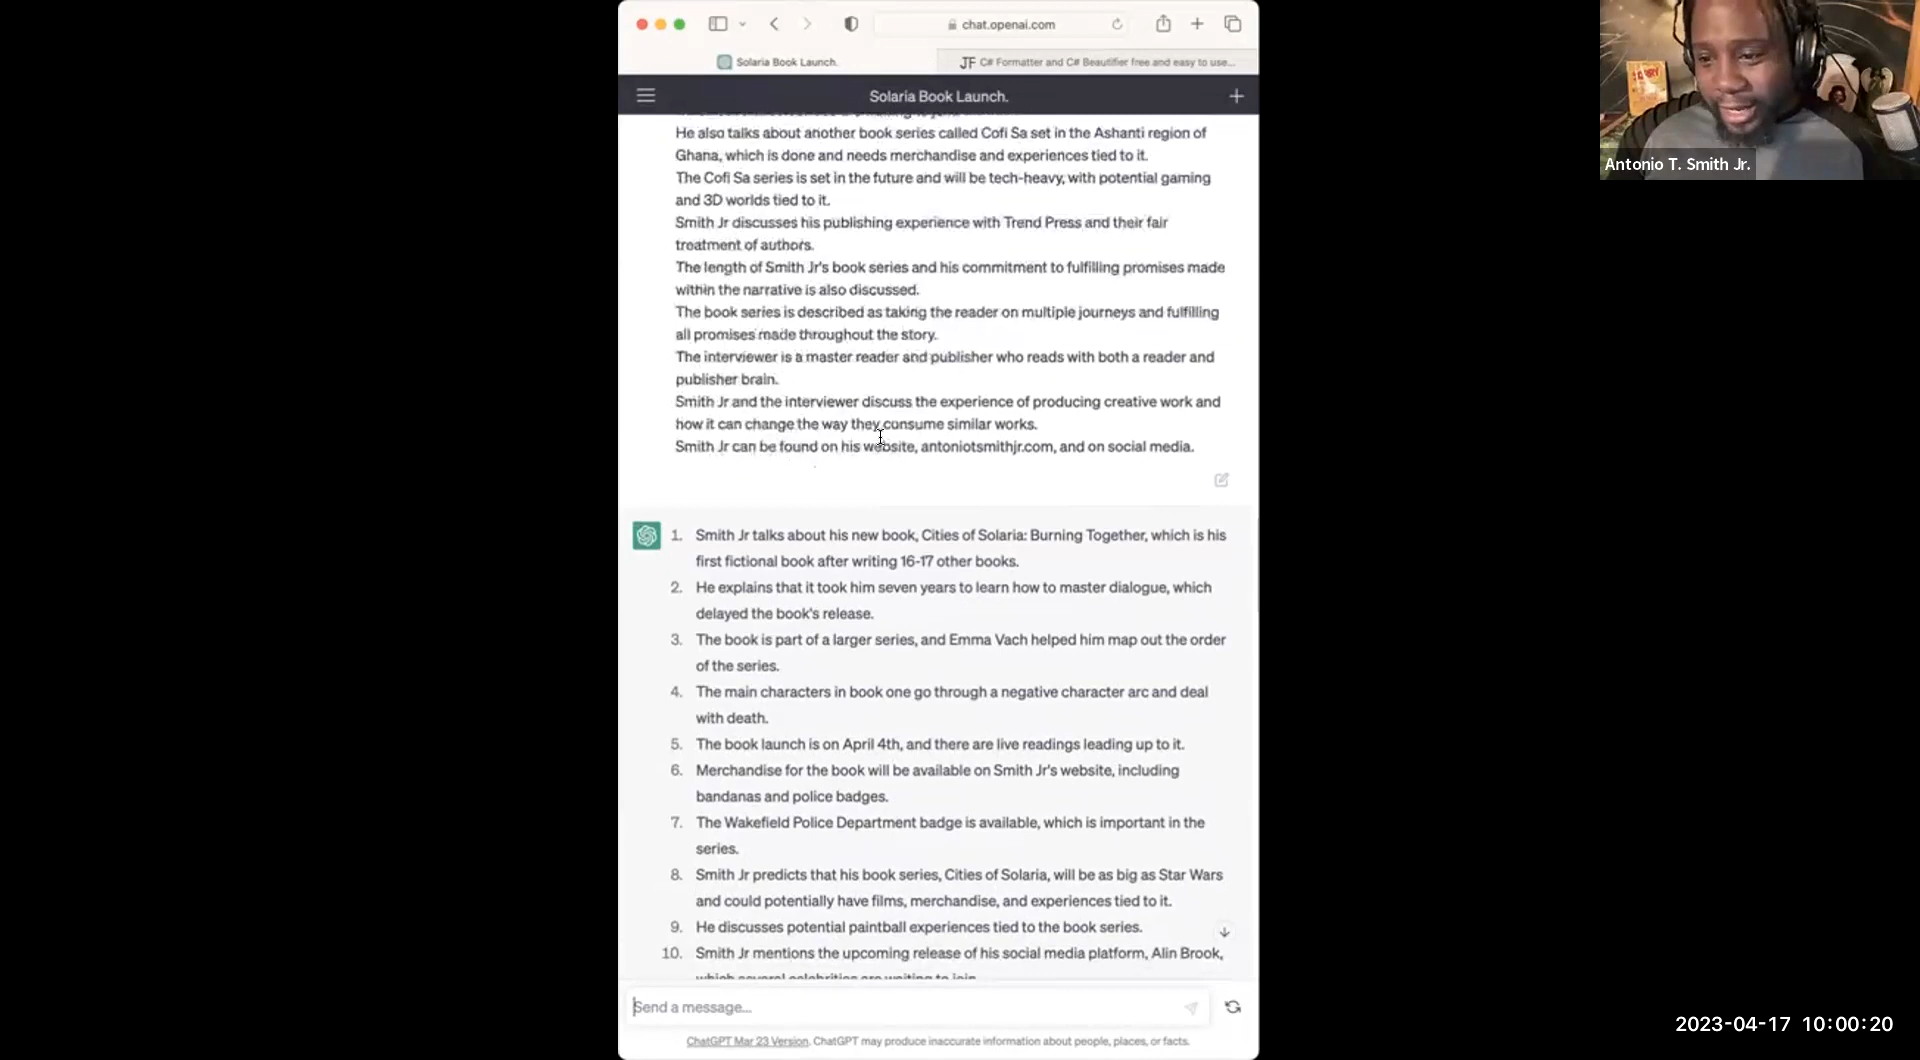 chat.openai.com
Solaria Book Launch.
JF C# Formatter and C# Beautifier free and easy to use...
Solaria Book Launch.
He also talks about another book series called Cofi Sa set in the Ashanti region of
Ghana, which is done and needs merchandise and experiences tied to it.
The Cofi Sa series is set in the future and will be tech-heavy, with potential gaming
and 3D worlds tied to it.
Smith Jr discusses his publishing experience with Trend Press and their fair
treatment of authors.
The length of Smith Jr's book series and his commitment to fulfilling promises made
within the narrative is also discussed.
The book series is described as taking the reader on multiple journeys and fulfilling
all promises made throughout the story.
The interviewer is a master reader and publisher who reads with both a reader and
publisher brain.
Smith Jr and the interviewer discuss the experience of producing creative work and
how it can change the way they consume similar works.
Smith Jr can be found on his website, antoniotsmithjr.com, and on social media.
1. Smith Jr talks about his new book, Cities of Solaria: Burning Together, which is his
first fictional book after writing 16-17 other books.
2. He explains that it took him seven years to learn how to master dialogue, which
delayed the book's release.
3. The book is part of a larger series, and Emma Vach helped him map out the order
of the series.
4. The main characters in book one go through a negative character arc and deal
with death.
5. The book launch is on April 4th, and there are live readings leading up to it.
6. Merchandise for the book will be available on Smith Jr's website, including
bandanas and police badges.
7. The Wakefield Police Department badge is available, which is important in the
series.
8. Smith Jr predicts that his book series, Cities of Solaria, will be as big as Star Wars
and could potentially have films, merchandise, and experiences tied to it.
9. He discusses potential paintball experiences tied to the book series.
10. Smith Jr mentions the upcoming release of his social media platform, Alin Brook,
which several celebrities are waiting to join.
Send a message...
ChatGPT Mar 23 Version. ChatGPT may produce inaccurate information about people, places, or facts.
Antonio T. Smith Jr.
2023-04-17 10:00:20